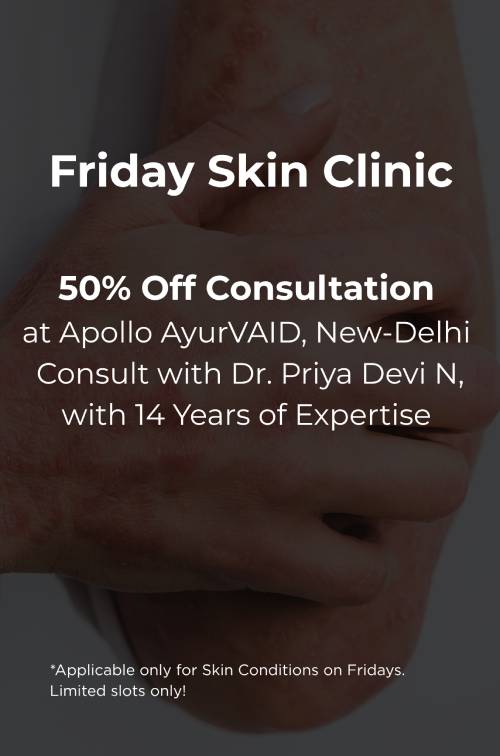 Friday Skin Clinic
50% Off Consultation
at Apollo AyurVAID, New-Delhi
Consult with Dr. Priya Devi N,
with 14 Years of Expertise
*Applicable only for Skin Conditions on Fridays.
Limited slots only!